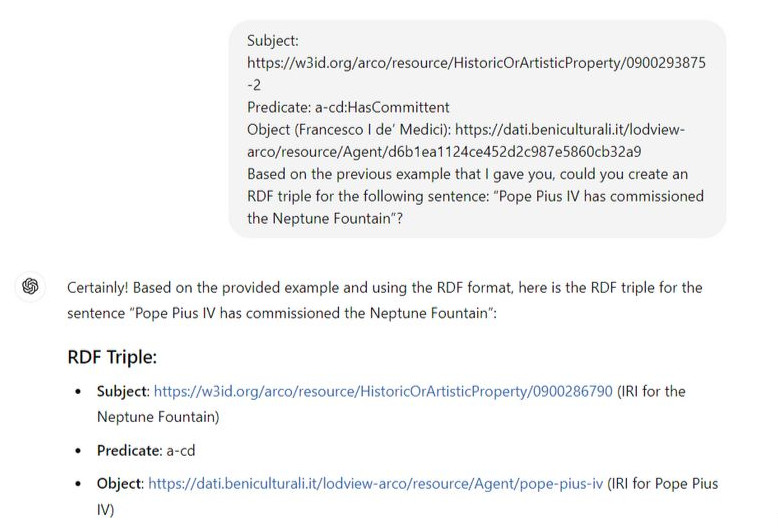 Subject:
https://w3id.org/arco/resource/HistoricOrArtisticProperty/0900293875
-2
Predicate: a-cd:HasCommittent
Object (Francesco I de' Medici): https://dati.beniculturali.it/lodview-
arco/resource/Agent/d6b1ea1124ce452d2c987e5860cb32a9
Based on the previous example that I gave you, could you create an
RDF triple for the following sentence: "Pope Pius IV has commissioned
the Neptune Fountain"?
Certainly! Based on the provided example and using the RDF format, here is the RDF triple for the
sentence "Pope Pius IV has commissioned the Neptune Fountain":
RDF Triple:
• Subject: https://w3id.org/arco/resource/HistoricOrArtisticProperty/0900286790 (IRI for the
Neptune Fountain)
• Predicate: a-cd
• Object: https://dati.beniculturali.it/lodview-arco/resource/Agent/pope-pius-iv (IRI for Pope Pius
IV)